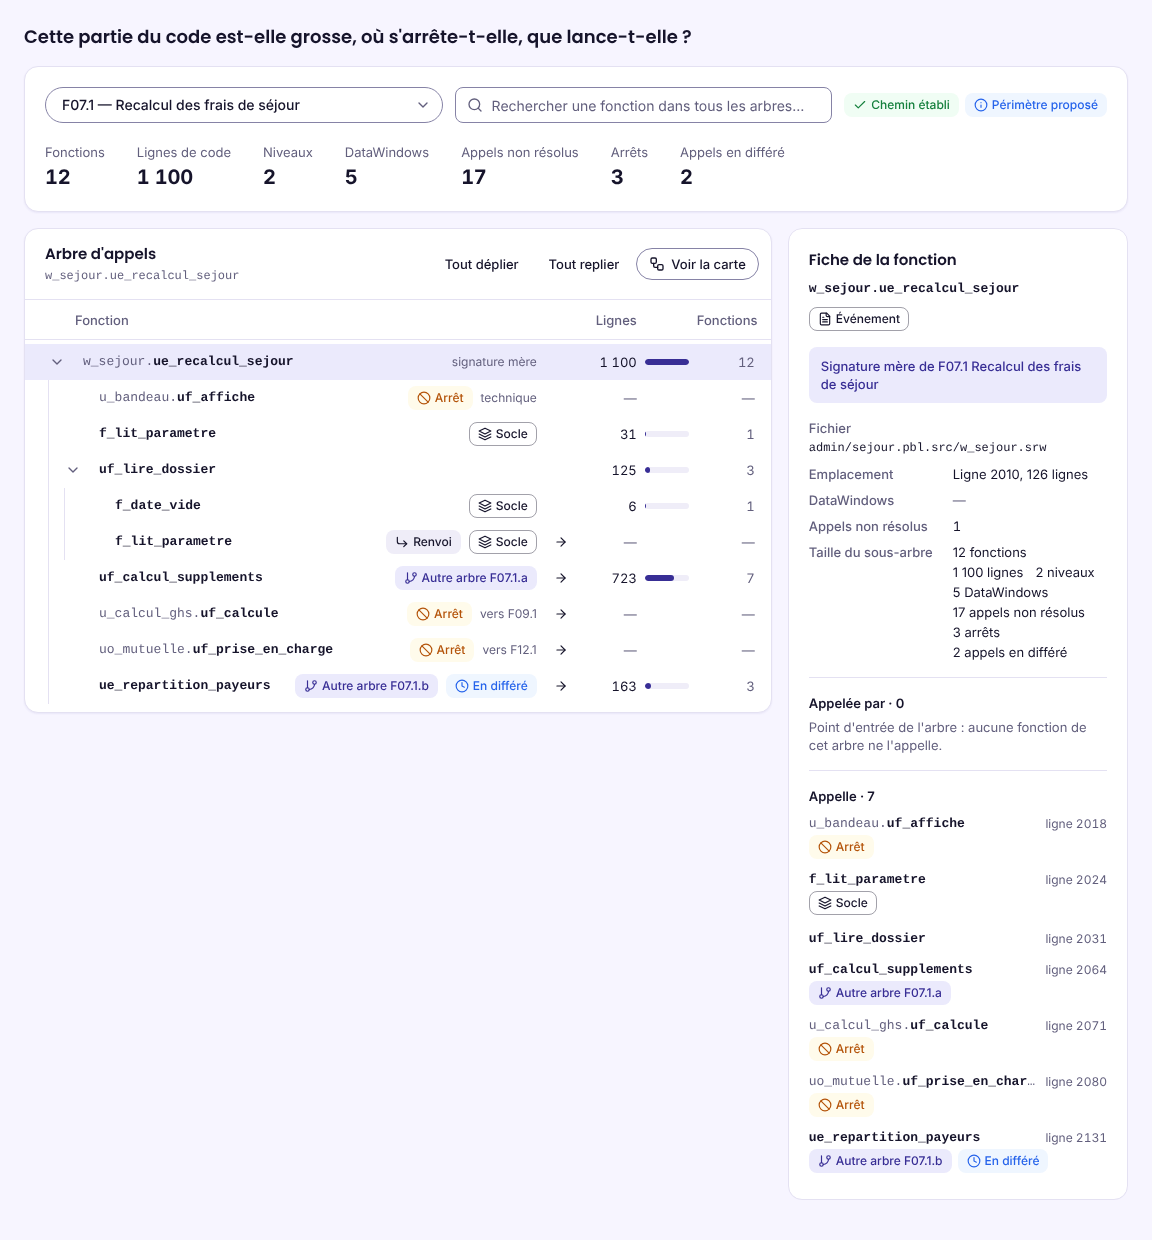 Cette partie du code est-elle grosse, où s'arrête-t-elle, que lance-t-elle ?
F07.1 — Recalcul des frais de séjour
Rechercher une fonction dans tous les arbres...
Chemin établi
Périmètre proposé
Fonctions
12
Lignes de code
1 100
Niveaux
2
DataWindows
5
Appels non résolus
17
Arrêts
3
Appels en différé
2
Arbre d'appels
w_sejour.ue_recalcul_sejour
Tout déplier
Tout replier
Voir la carte
Fonction Lignes Fonctions
w_sejour.ue_recalcul_sejour signature mère 1 100 12
u_bandeau.uf_affiche Arrêt technique — —
f_lit_parametre Socle 31 1
uf_lire_dossier 125 3
f_date_vide Socle 6 1
f_lit_parametre Renvoi Socle → — —
uf_calcul_supplements Autre arbre F07.1.a → 723 7
u_calcul_ghs.uf_calcule Arrêt vers F09.1 → — —
uo_mutuelle.uf_prise_en_charge Arrêt vers F12.1 → — —
ue_repartition_payeurs Autre arbre F07.1.b En différé → 163 3
Fiche de la fonction
w_sejour.ue_recalcul_sejour
Événement
Signature mère de F07.1 Recalcul des frais
de séjour
Fichier
admin/sejour.pbl.src/w_sejour.srw
Emplacement Ligne 2010, 126 lignes
DataWindows —
Appels non résolus 1
Taille du sous-arbre 12 fonctions
1 100 lignes 2 niveaux
5 DataWindows
17 appels non résolus
3 arrêts
2 appels en différé
Appelée par · 0
Point d'entrée de l'arbre : aucune fonction de
cet arbre ne l'appelle.
Appelle · 7
u_bandeau.uf_affiche ligne 2018
Arrêt
f_lit_parametre ligne 2024
Socle
uf_lire_dossier ligne 2031
uf_calcul_supplements ligne 2064
Autre arbre F07.1.a
u_calcul_ghs.uf_calcule ligne 2071
Arrêt
uo_mutuelle.uf_prise_en_char… ligne 2080
Arrêt
ue_repartition_payeurs ligne 2131
Autre arbre F07.1.b En différé